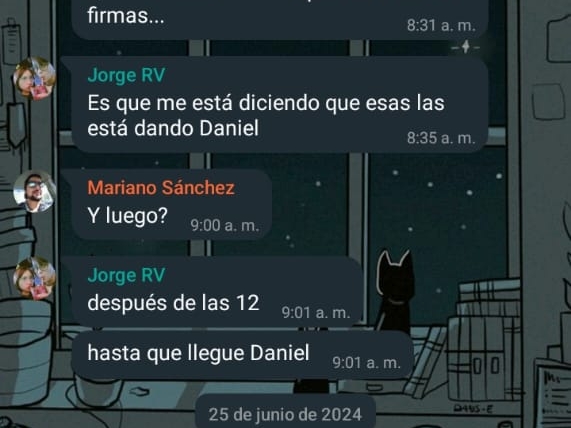 firmas...
8:31 a. m.
Jorge RV
Es que me está diciendo que esas las
está dando Daniel
8:35 a. m.
Mariano Sánchez
Y luego?
9:00 a. m.
Jorge RV
después de las 12
9:01 a. m.
hasta que llegue Daniel
9:01 a. m.
25 de junio de 2024